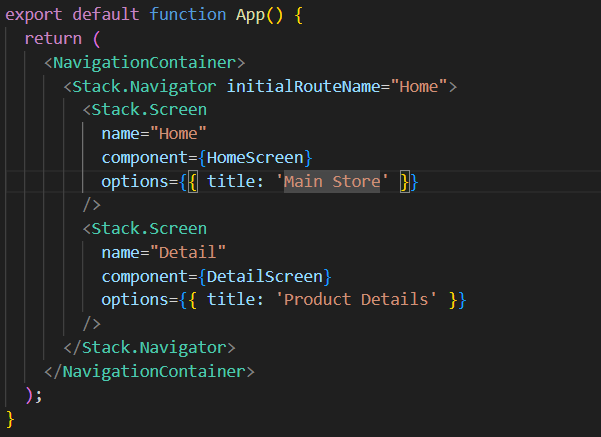 export default function App() {
  return (
    <NavigationContainer>
      <Stack.Navigator initialRouteName="Home">
        <Stack.Screen
          name="Home"
          component={HomeScreen}
          options={{ title: 'Main Store' }}
        />
        <Stack.Screen
          name="Detail"
          component={DetailScreen}
          options={{ title: 'Product Details' }}
        />
      </Stack.Navigator>
    </NavigationContainer>
  );
}